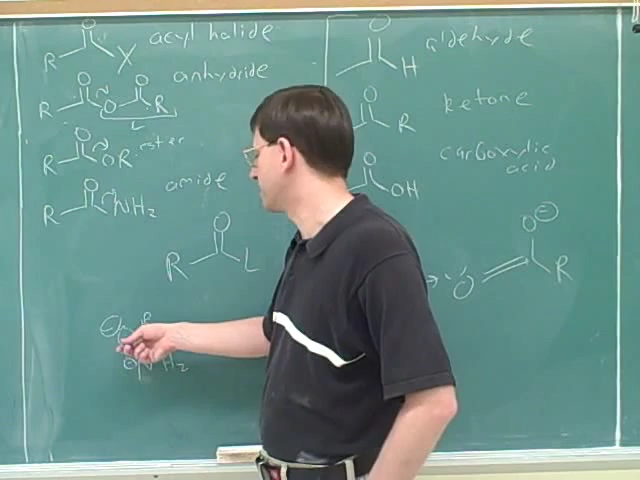 O
R X acyl halide
O O
R O R anhydride
L
O
R OR ester
O
R NH2 amide
O
R L
⊖ R
⊖NH2
O
H aldehyde
O
R ketone
O
OH carboxylic
acid
O⊖
O R